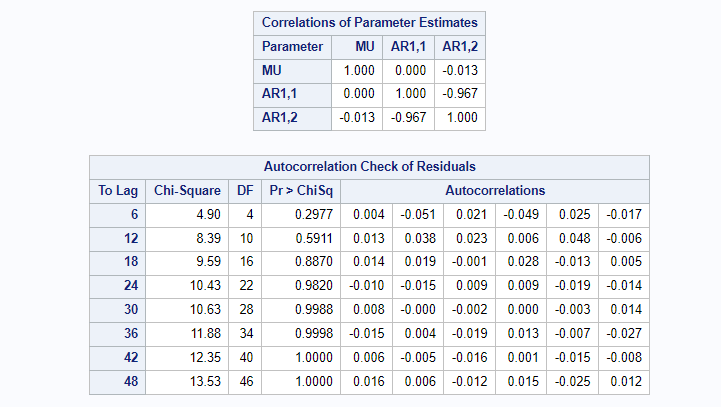 Correlations of Parameter Estimates
Parameter MU AR1,1 AR1,2
MU 1.000 0.000 -0.013
AR1,1 0.000 1.000 -0.967
AR1,2 -0.013 -0.967 1.000
Autocorrelation Check of Residuals
To Lag Chi-Square DF Pr > ChiSq Autocorrelations
6 4.90 4 0.2977 0.004 -0.051 0.021 -0.049 0.025 -0.017
12 8.39 10 0.5911 0.013 0.038 0.023 0.006 0.048 -0.006
18 9.59 16 0.8870 0.014 0.019 -0.001 0.028 -0.013 0.005
24 10.43 22 0.9820 -0.010 -0.015 0.009 0.009 -0.019 -0.014
30 10.63 28 0.9988 0.008 -0.000 -0.002 0.000 -0.003 0.014
36 11.88 34 0.9998 -0.015 0.004 -0.019 0.013 -0.007 -0.027
42 12.35 40 1.0000 0.006 -0.005 -0.016 0.001 -0.015 -0.008
48 13.53 46 1.0000 0.016 0.006 -0.012 0.015 -0.025 0.012